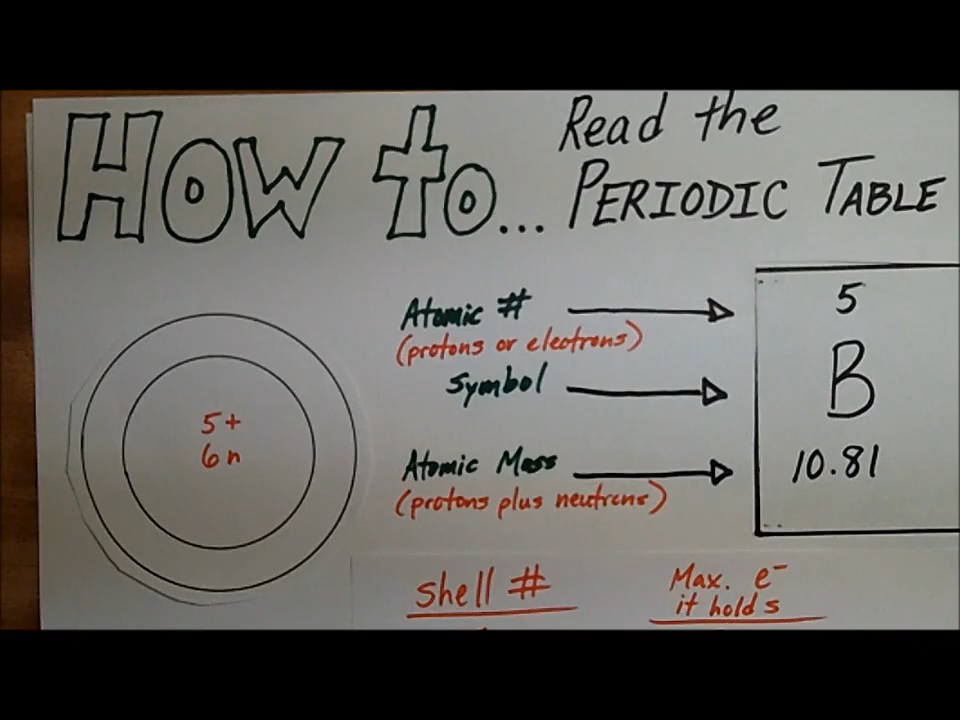 How to... Read the
PERIODIC TABLE
Atomic #
(protons or electrons)
Symbol
Atomic Mass
(protons plus neutrons)
5
B
10.81
5+
6n
Shell #
Max. e⁻
it holds